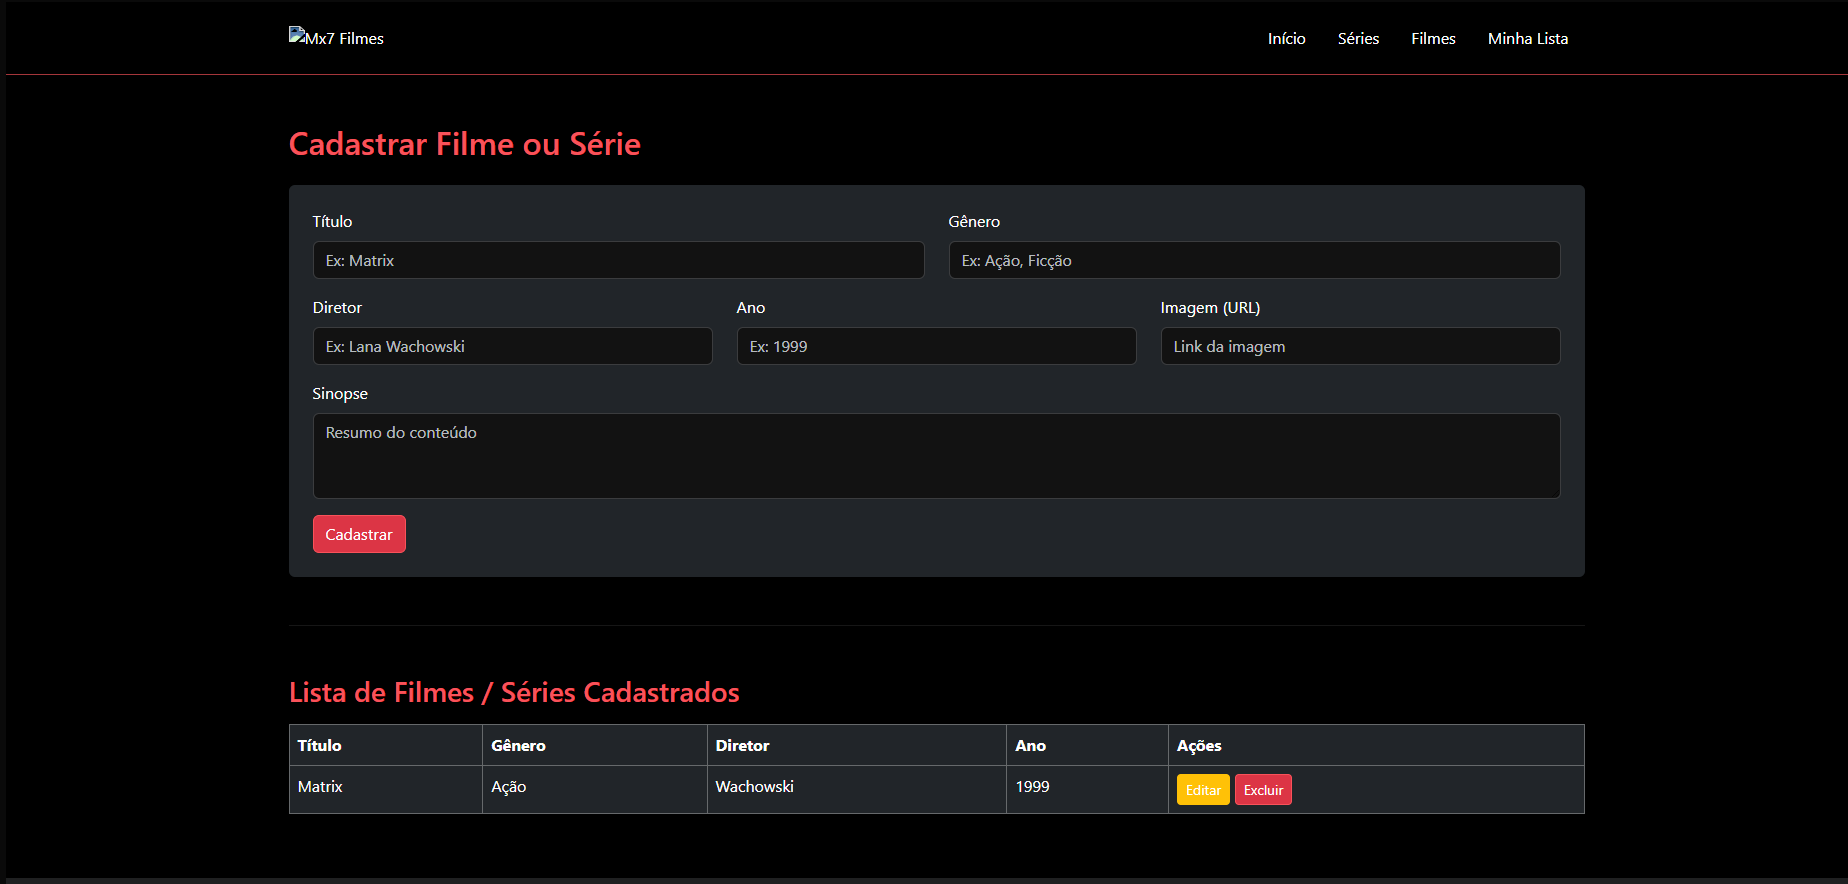 Mx7 Filmes Início Séries Filmes Minha Lista
Cadastrar Filme ou Série
Título Gênero
Ex: Matrix Ex: Ação, Ficção
Diretor Ano Imagem (URL)
Ex: Lana Wachowski Ex: 1999 Link da imagem
Sinopse
Resumo do conteúdo
Cadastrar
Lista de Filmes / Séries Cadastrados
Título Gênero Diretor Ano Ações
Matrix Ação Wachowski 1999 Editar Excluir